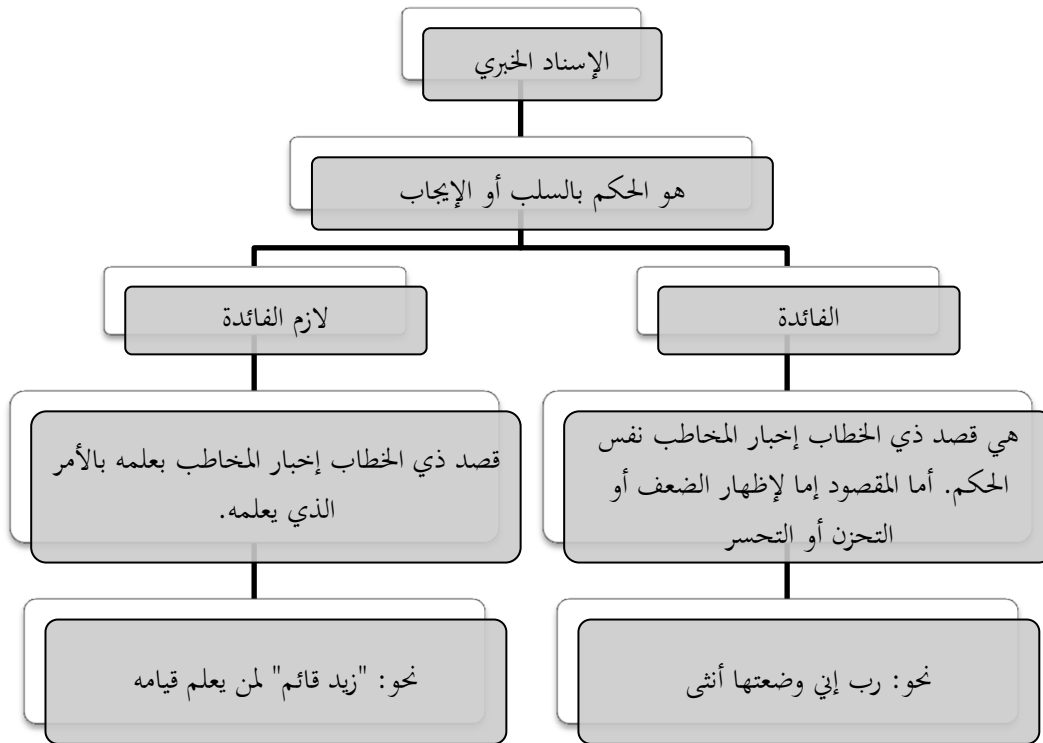 الإسناد الخبري
هو الحكم بالسلب أو الإيجاب
الفائدة
لازم الفائدة
هي قصد ذي الخطاب إخبار المخاطب نفس
الحكم. أما المقصود إما لإظهار الضعف أو
التحزن أو التحسر
قصد ذي الخطاب إخبار المخاطب بعلمه بالأمر
الذي يعلمه.
نحو: رب إني وضعتها أنثى
نحو: "زيد قائم" لمن يعلم قيامه